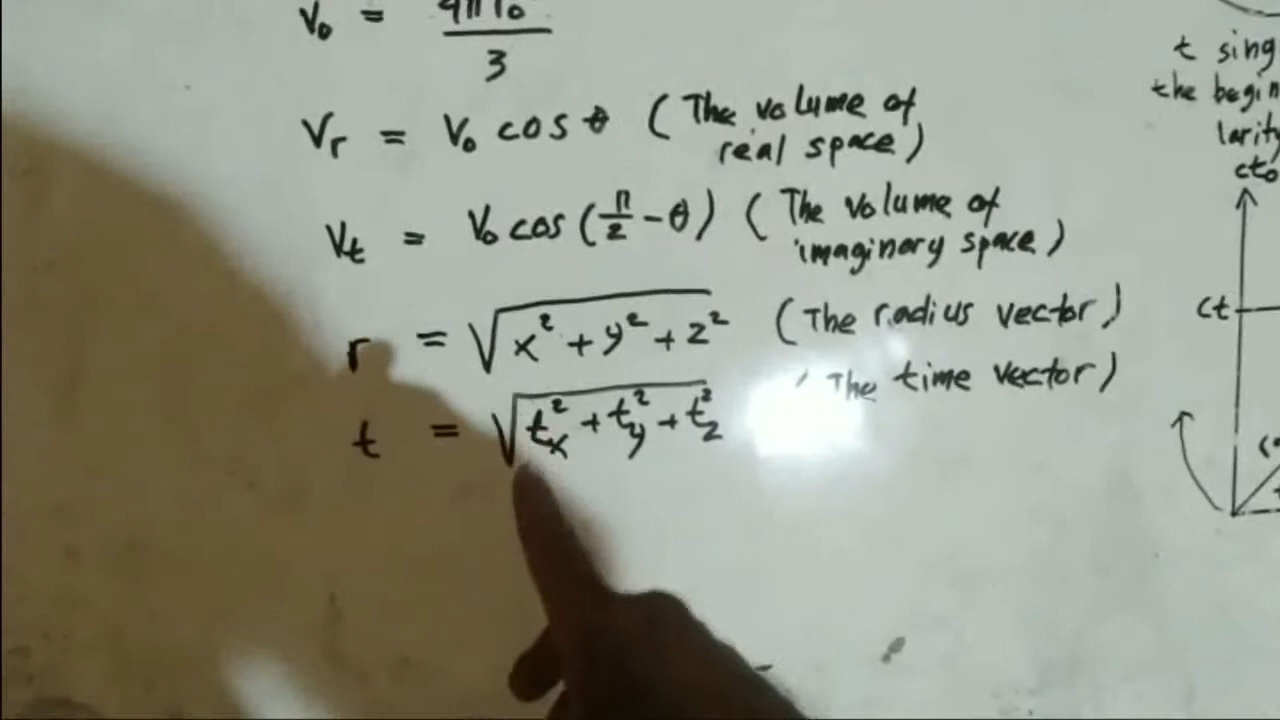 V₀ =
3
Vr = V₀ cos θ (The volume of
real space)
Vt = V₀ cos (π/2 - θ) (The volume of
imaginary space)
r = √x² + y² + z² (The radius vector)
t = √tx² + ty² + tz² (The time vector)
t sing
the begin
larity
cto
ct